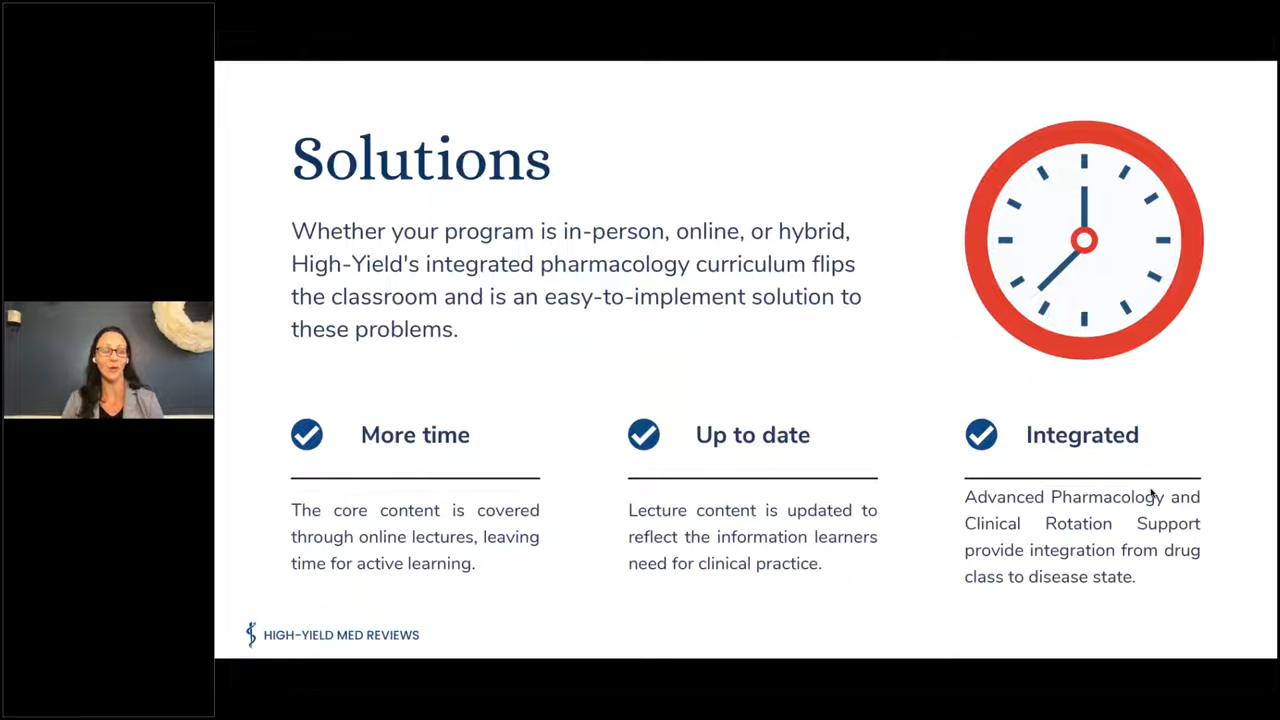 Solutions
Whether your program is in-person, online, or hybrid,
High-Yield's integrated pharmacology curriculum flips
the classroom and is an easy-to-implement solution to
these problems.
More time
The core content is covered
through online lectures, leaving
time for active learning.
Up to date
Lecture content is updated to
reflect the information learners
need for clinical practice.
Integrated
Advanced Pharmacology and
Clinical Rotation Support
provide integration from drug
class to disease state.
HIGH-YIELD MED REVIEWS